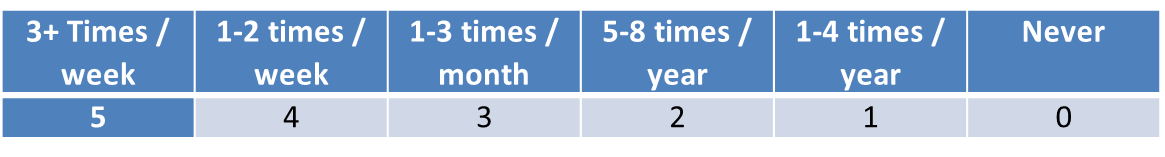 3+ Times / week 1-2 times / week 1-3 times / month 5-8 times / year 1-4 times / year Never
5 4 3 2 1 0